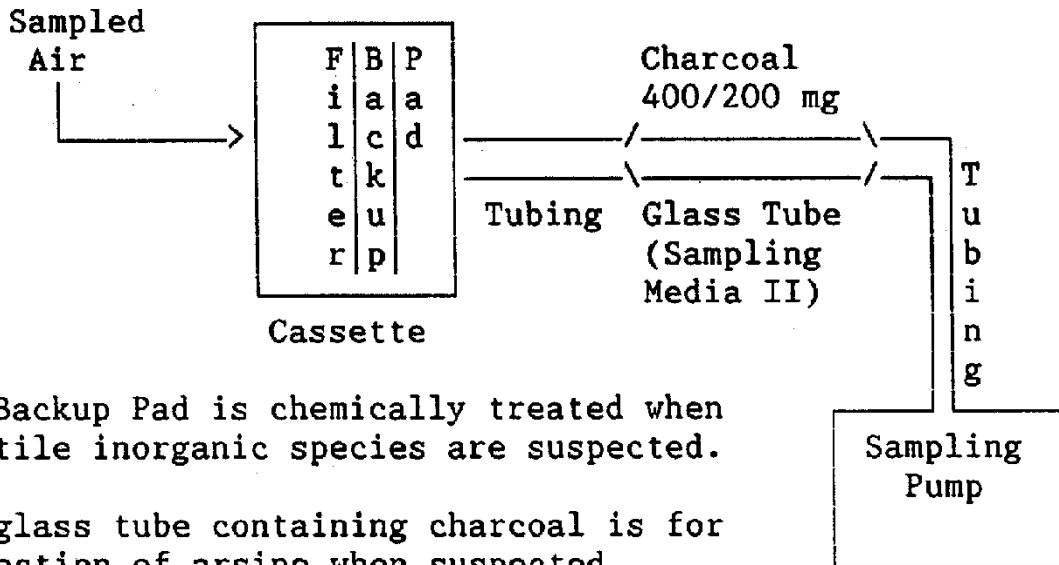 Sampled
Air
Filter
Backup
Pad
Cassette
Charcoal
400/200 mg
Tubing
Glass Tube
(Sampling
Media II)
Tubing
Sampling
Pump
Backup Pad is chemically treated when
tile inorganic species are suspected.
glass tube containing charcoal is for
ection of arsine when suspected